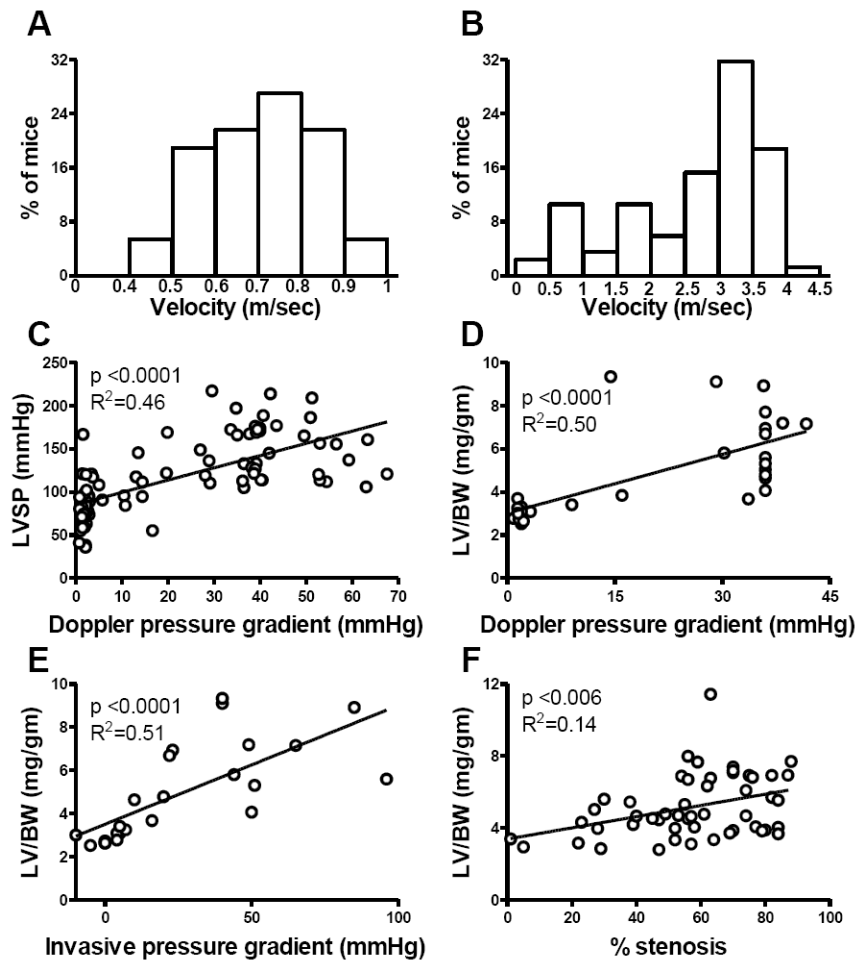 A
B
32
24
16
8
0
% of mice
0 0.4 0.5 0.6 0.7 0.8 0.9 1
Velocity (m/sec)
32
24
16
8
0
% of mice
0 0.5 1 1.5 2 2.5 3 3.5 4 4.5
Velocity (m/sec)
C
D
250
200
150
100
50
0
LVSP (mmHg)
p <0.0001
R²=0.46
0 10 20 30 40 50 60 70
Doppler pressure gradient (mmHg)
10
8
6
4
2
0
LV/BW (mg/gm)
p <0.0001
R²=0.50
0 15 30 45
Doppler pressure gradient (mmHg)
E
F
10
8
6
4
2
0
LV/BW (mg/gm)
p <0.0001
R²=0.51
0 50 100
Invasive pressure gradient (mmHg)
12
8
4
0
LV/BW (mg/gm)
p <0.006
R²=0.14
0 20 40 60 80 100
% stenosis